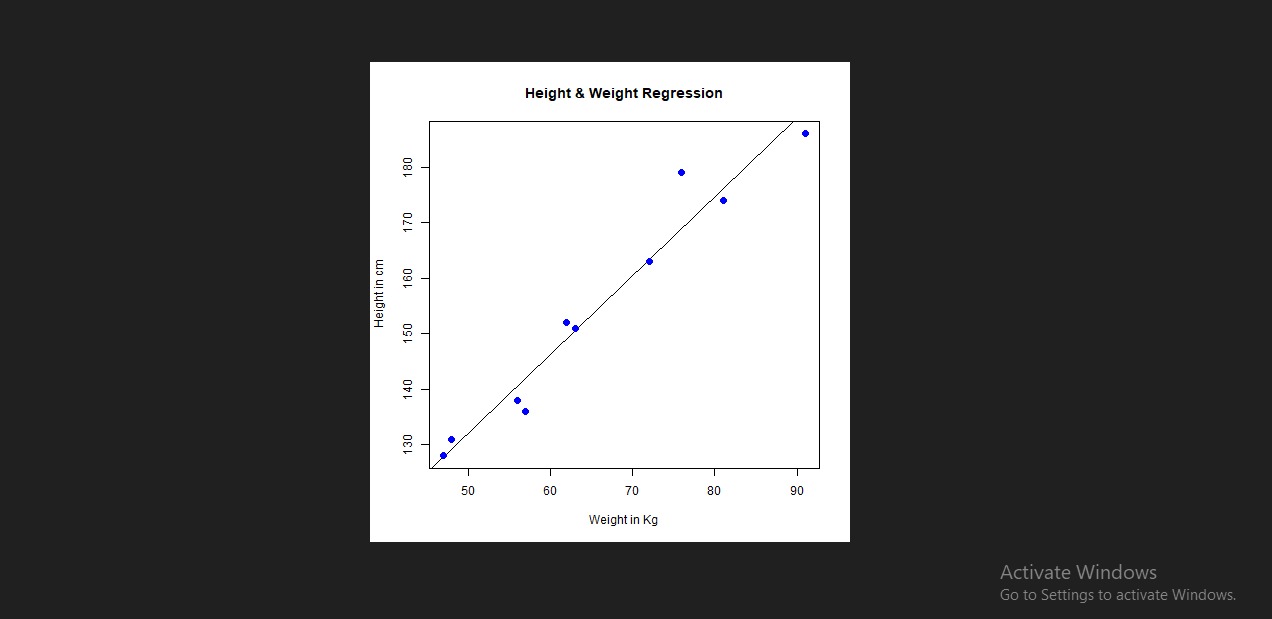 Height & Weight Regression
180
170
160
150
140
130
Height in cm
50 60 70 80 90
Weight in Kg
Activate Windows
Go to Settings to activate Windows.